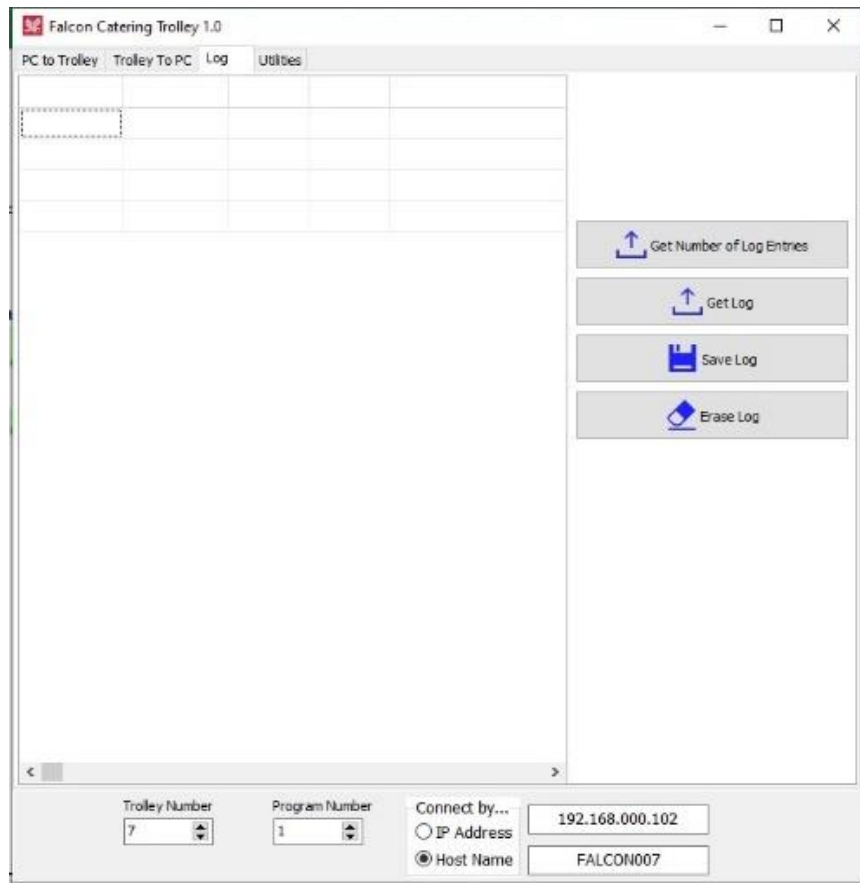 Falcon Catering Trolley 1.0
PC to Trolley Trolley To PC Log Utilities
Get Number of Log Entries
Get Log
Save Log
Erase Log
Trolley Number
7
Program Number
1
Connect by...
IP Address
Host Name
192.168.000.102
FALCON007